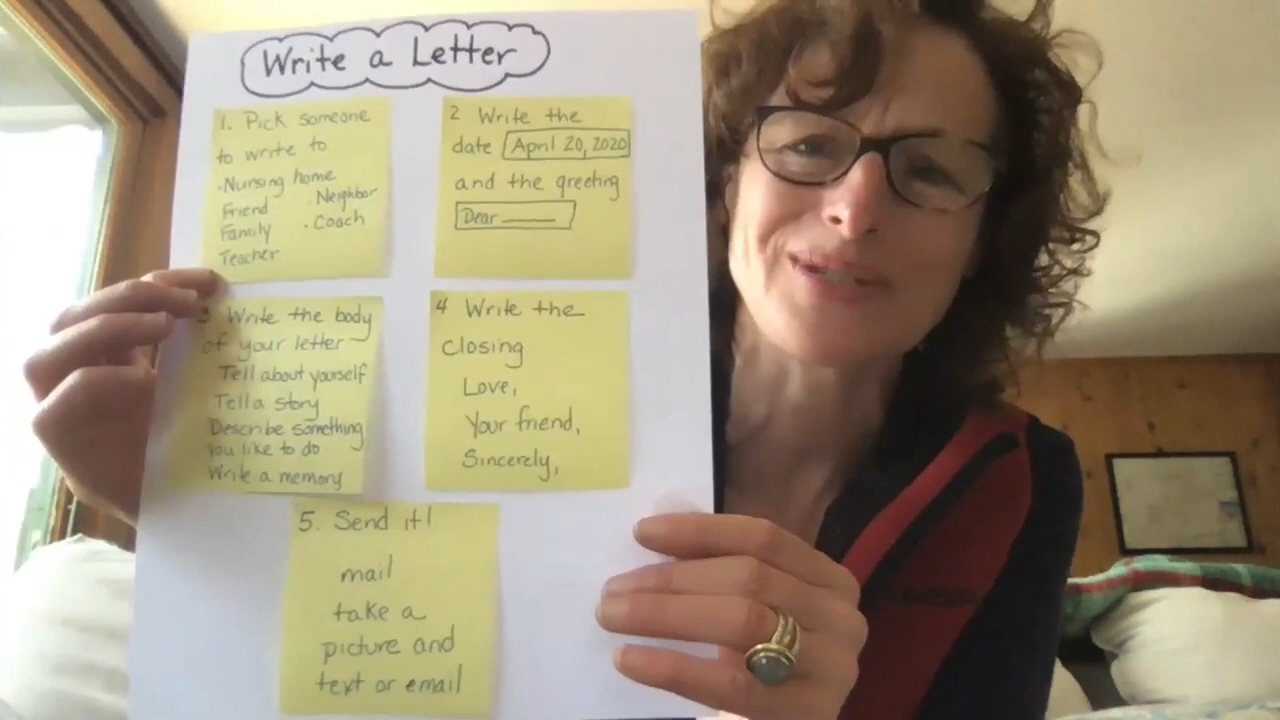 Write a Letter
1. Pick someone
to write to
·Nursing home
Friend
Family
Teacher
·Neighbor
·Coach
2 Write the
date April 20, 2020
and the greeting
Dear ______
3 Write the body
of your letter
Tell about yourself
Tell a story
Describe something
you like to do
Write a memory
4 Write the
closing
Love,
Your friend,
Sincerely,
5. Send it!
mail
take a
picture and
text or email